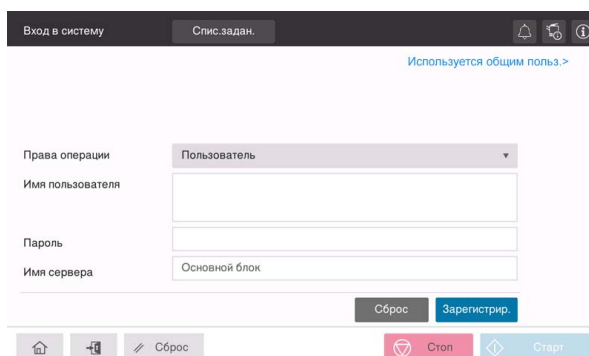 Вход в систему Спис.задан.
Используется общим польз.>
Права операции Пользователь
Имя пользователя
Пароль
Имя сервера Основной блок
Сброс Зарегистрир.
Сброс Стоп Старт